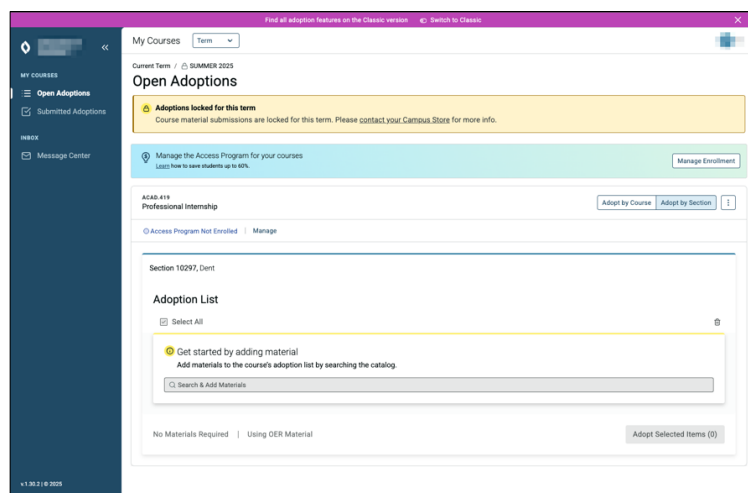 Find all adoption features on the Classic version Switch to Classic
My Courses Term
MY COURSES
Open Adoptions
Submitted Adoptions
INBOX
Message Center
v 1.30.2 | © 2025
Current Term / SUMMER 2025
Open Adoptions
Adoptions locked for this term
Course material submissions are locked for this term. Please contact your Campus Store for more info.
Manage the Access Program for your courses
Learn how to save students up to 60%.
Manage Enrollment
ACAD.419
Professional Internship
Adopt by Course Adopt by Section
Access Program Not Enrolled | Manage
Section 10297, Dent
Adoption List
Select All
Get started by adding material
Add materials to the course's adoption list by searching the catalog.
Search & Add Materials
No Materials Required | Using OER Material
Adopt Selected Items (0)